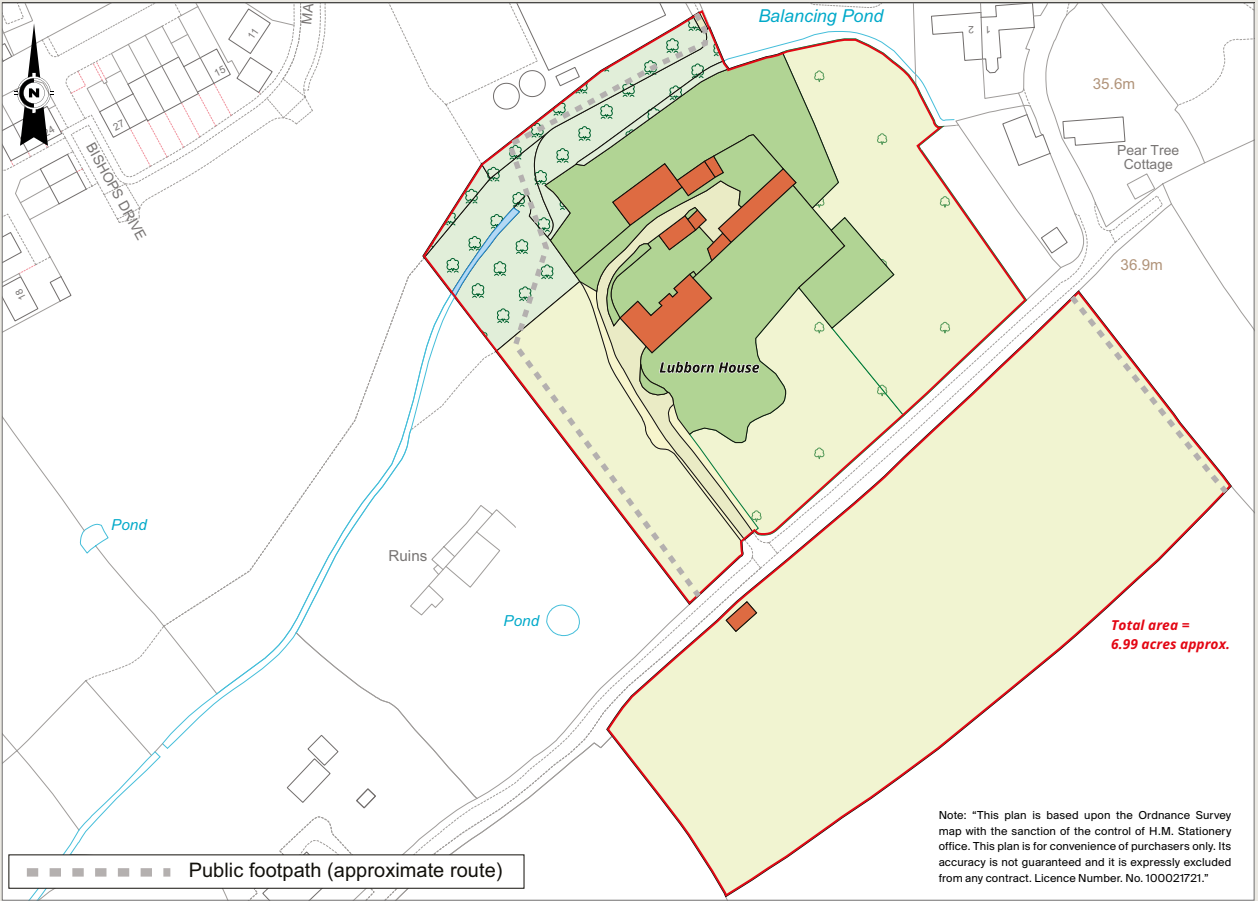 Balancing Pond
MA
11
15
27
24
BISHOPS DRIVE
18
N
2
1
35.6m
Pear Tree
Cottage
36.9m
Lubborn House
Pond
Ruins
Pond
Total area =
6.99 acres approx.
Note: “This plan is based upon the Ordnance Survey
map with the sanction of the control of H.M. Stationery
office. This plan is for convenience of purchasers only. Its
accuracy is not guaranteed and it is expressly excluded
from any contract. Licence Number. No. 100021721.”
Public footpath (approximate route)